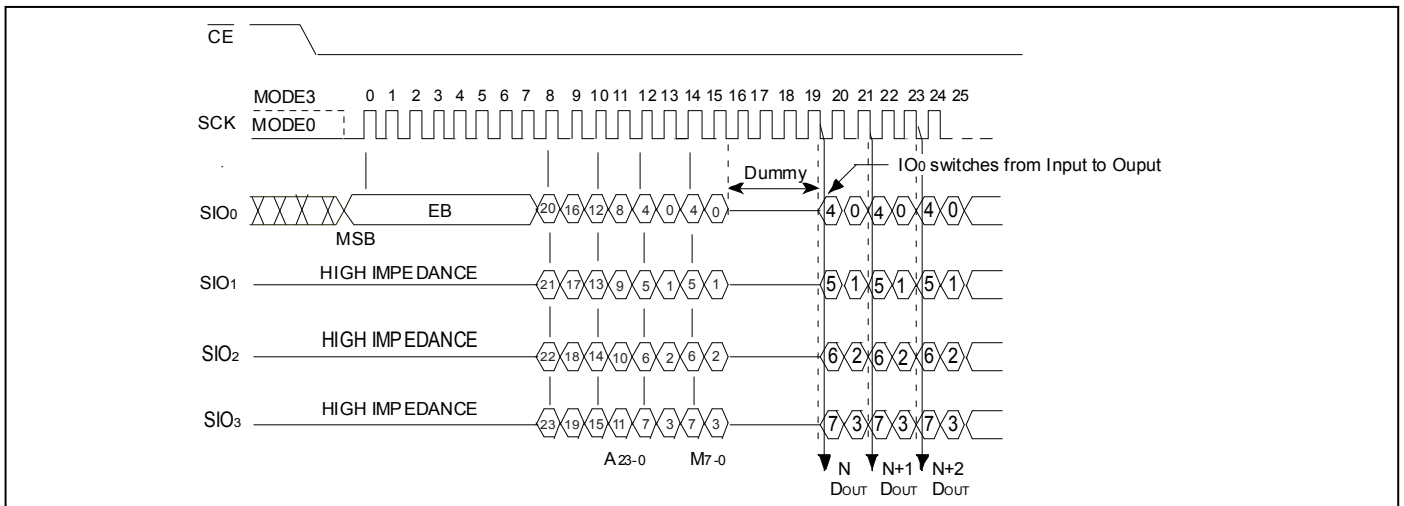 CE
MODE3 0 1 2 3 4 5 6 7 8 9 10 11 12 13 14 15 16 17 18 19 20 21 22 23 24 25
SCK MODE0
Dummy IO0 switches from Input to Ouput
SIO0 EB 20 16 12 8 4 0 4 0 4 0 4 0 4 0
MSB
SIO1 HIGH IMPEDANCE 21 17 13 9 5 1 5 1 5 1 5 1 5 1
SIO2 HIGH IMPEDANCE 22 18 14 10 6 2 6 2 6 2 6 2 6 2
SIO3 HIGH IMPEDANCE 23 19 15 11 7 3 7 3 7 3 7 3 7 3
A23-0 M7-0 N N+1 N+2
DOUT DOUT DOUT